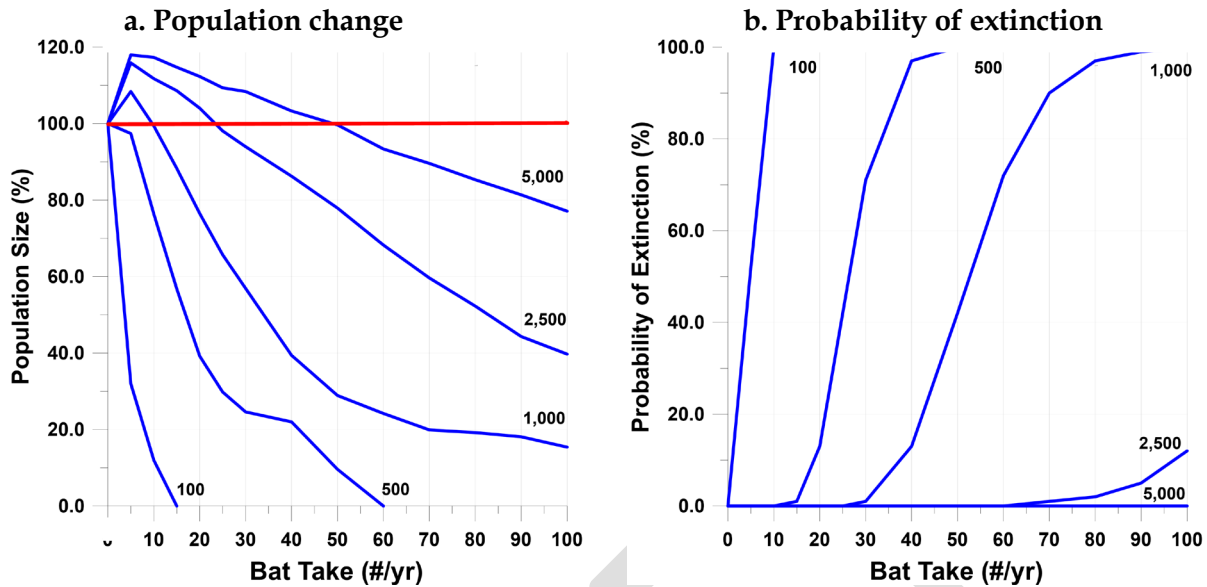 a. Population change
120.0
100.0
80.0
60.0
40.0
20.0
0.0
Population Size (%)
5,000
2,500
1,000
500
100
10 20 30 40 50 60 70 80 90 100
Bat Take (#/yr)
b. Probability of extinction
100.0
80.0
60.0
40.0
20.0
0.0
Probability of Extinction (%)
100
500
1,000
2,500
5,000
0 10 20 30 40 50 60 70 80 90 100
Bat Take (#/yr)